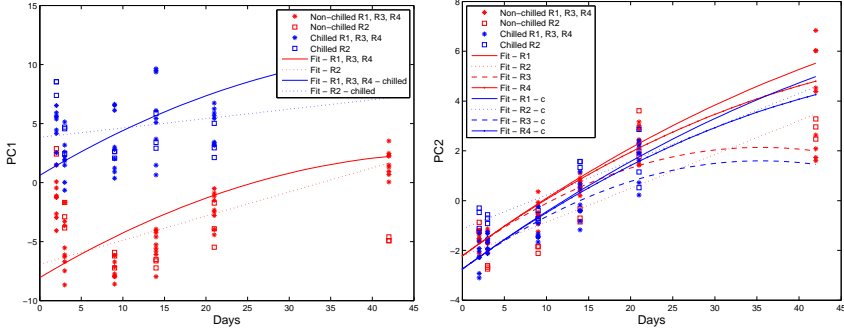 15
10
5
0
−5
−10
PC1
0
5
10
15
20
25
30
35
40
45
Days
Non−chilled R1, R3, R4
Non−chilled R2
Chilled R1, R3, R4
Chilled R2
Fit − R1, R3, R4
Fit − R2
Fit − R1, R3, R4 − chilled
Fit − R2 − chilled
8
6
4
2
0
−2
−4
PC2
0
5
10
15
20
25
30
35
40
45
Days
Non−chilled R1, R3, R4
Non−chilled R2
Chilled R1, R3, R4
Chilled R2
Fit − R1
Fit − R2
Fit − R3
Fit − R4
Fit − R1 − c
Fit − R2 − c
Fit − R3 − c
Fit − R4 − c